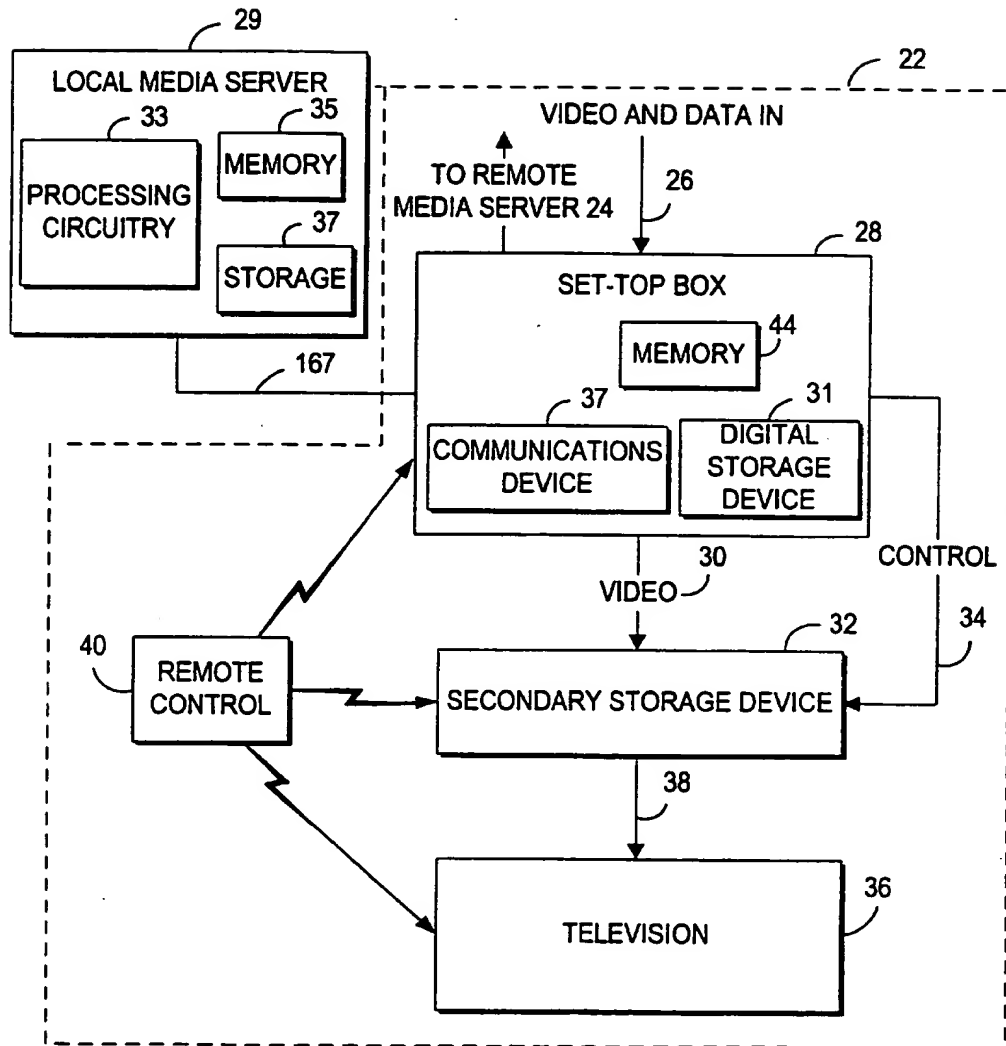 29
LOCAL MEDIA SERVER
33
35
PROCESSING
CIRCUITRY
MEMORY
37
STORAGE
22
VIDEO AND DATA IN
TO REMOTE
MEDIA SERVER 24
26
28
SET-TOP BOX
MEMORY
44
167
37
COMMUNICATIONS
DEVICE
31
DIGITAL
STORAGE
DEVICE
30
VIDEO
CONTROL
34
32
SECONDARY STORAGE DEVICE
40
REMOTE
CONTROL
38
36
TELEVISION